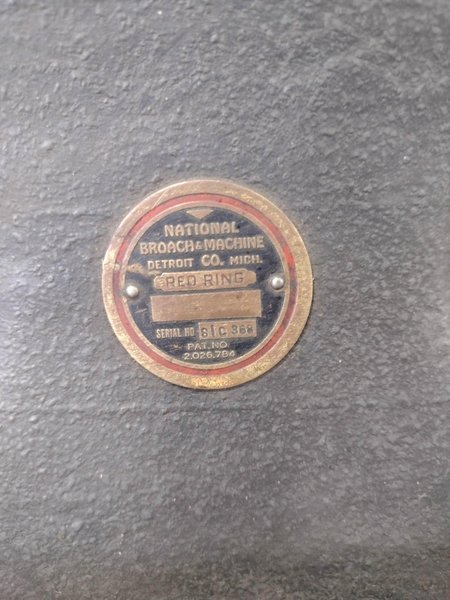 NATIONAL
BROACH & MACHINE
DETROIT CO. MICH.
RED RING
SERIAL NO
PAT. NO.
2,026,784